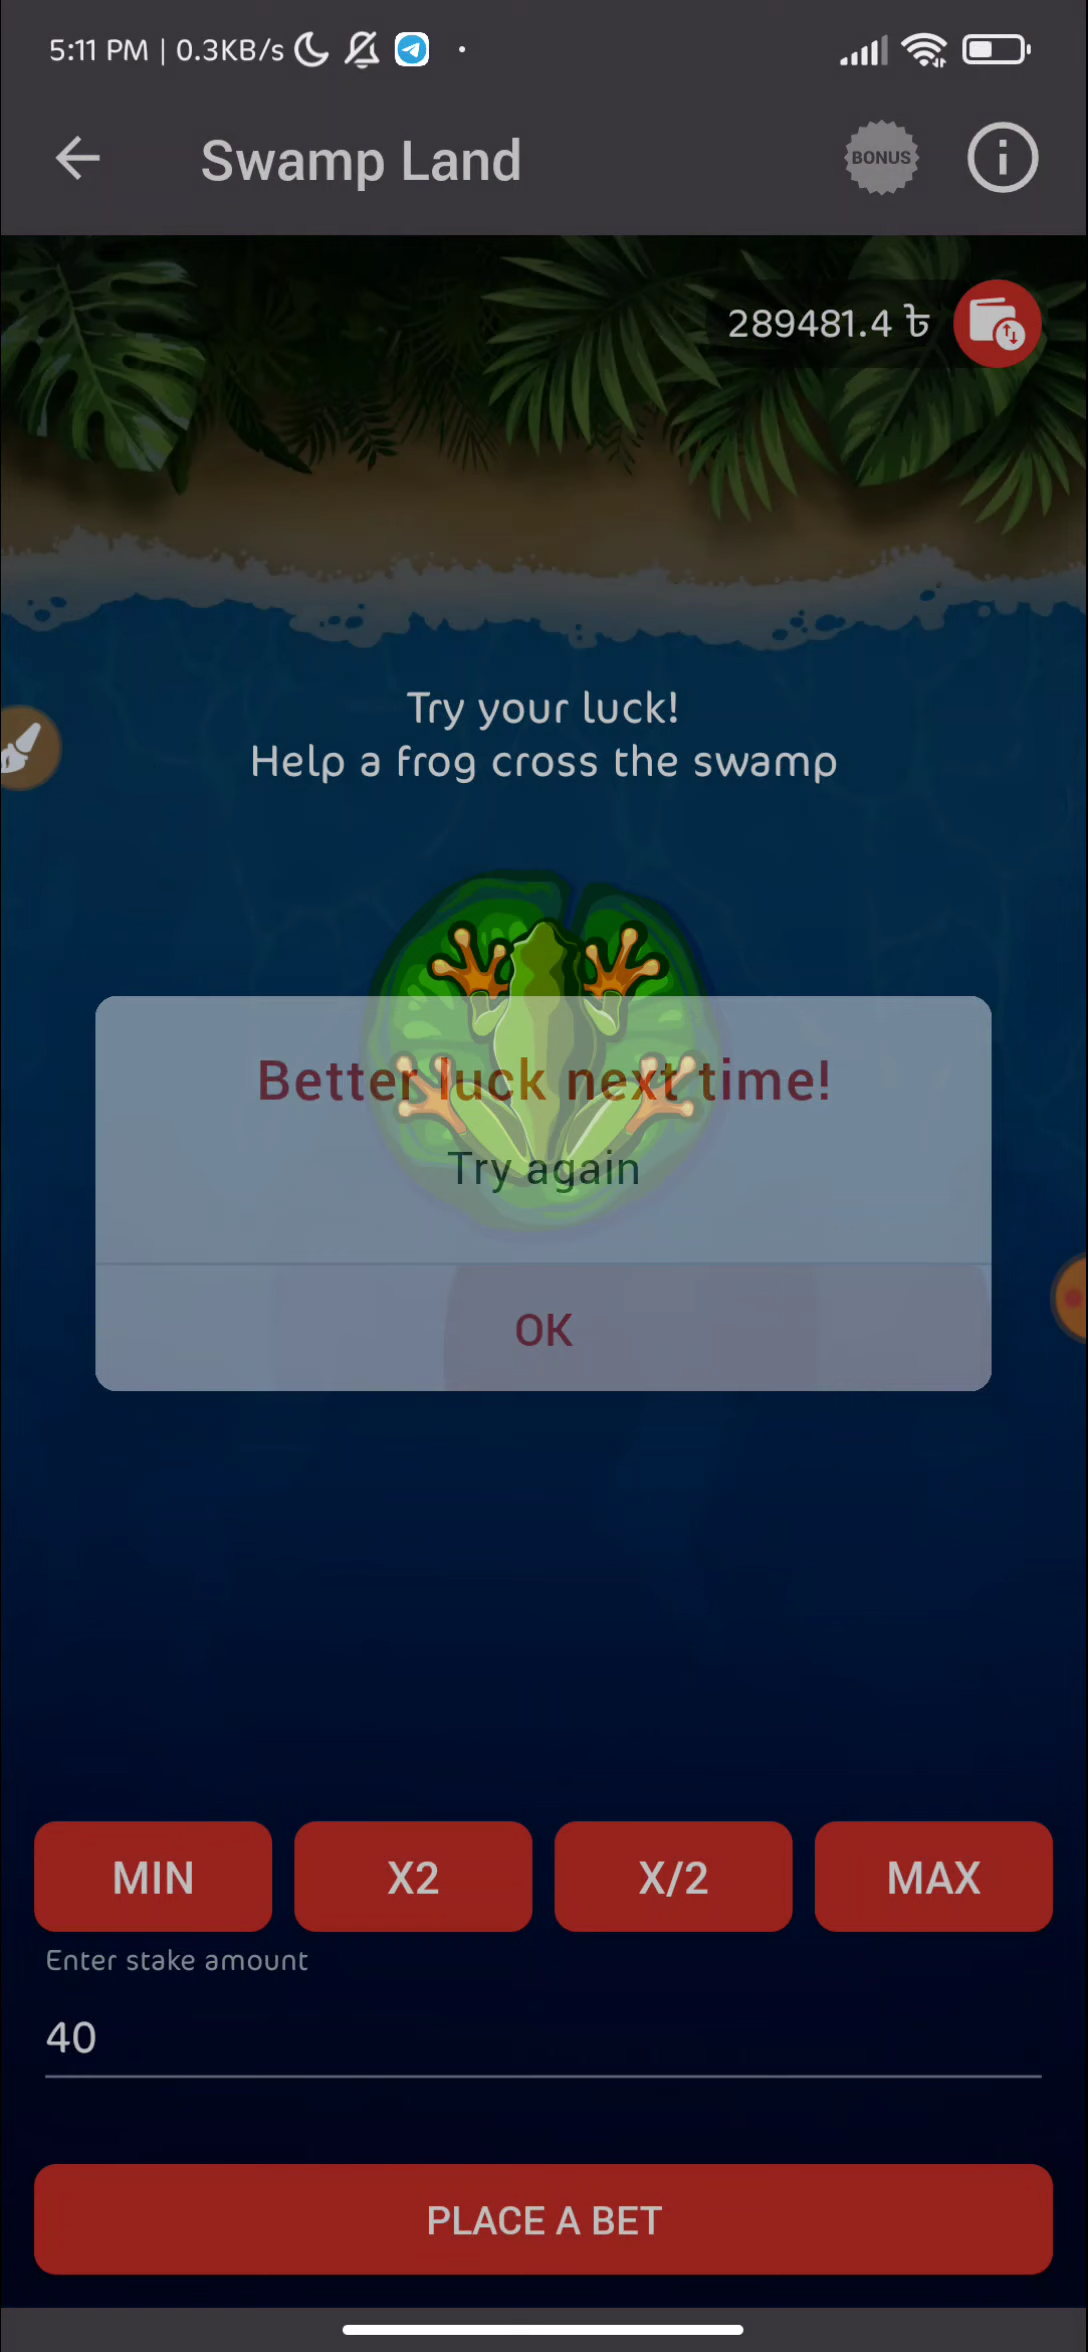 5:11 PM | 0.3KB/s
Swamp Land
BONUS
289481.4 ৳
Try your luck!
Help a frog cross the swamp
Better luck next time!
Try again
OK
MIN
X2
X/2
MAX
Enter stake amount
40
PLACE A BET